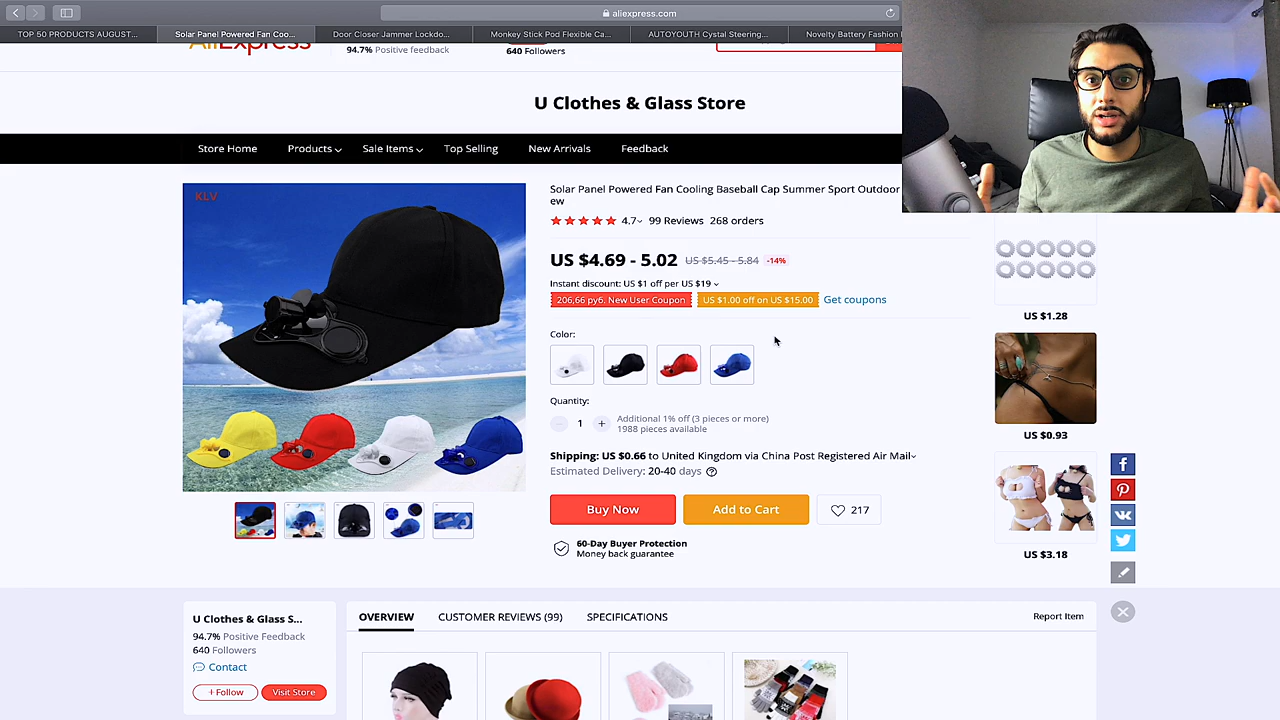 aliexpress.com
TOP 50 PRODUCTS AUGUST...
Solar Panel Powered Fan Coo...
Door Closer Jammer Lockdo...
Monkey Stick Pod Flexible Ca...
AUTOYOUTH Cystal Steering...
Novelty Battery Fashion
AliExpress
94.7% Positive feedback
640 Followers
U Clothes & Glass Store
Store Home
Products
Sale Items
Top Selling
New Arrivals
Feedback
KLV
Solar Panel Powered Fan Cooling Baseball Cap Summer Sport Outdoor
ew
4.7
99 Reviews
268 orders
US $4.69 - 5.02
US $5.45 - 5.84
-14%
Instant discount: US $1 off per US $19
206,66 руб. New User Coupon
US $1.00 off on US $15.00
Get coupons
Color:
Quantity:
1
+
Additional 1% off (3 pieces or more)
1988 pieces available
Shipping: US $0.66 to United Kingdom via China Post Registered Air Mail
Estimated Delivery: 20-40 days
Buy Now
Add to Cart
217
60-Day Buyer Protection
Money back guarantee
US $1.28
US $0.93
US $3.18
U Clothes & Glass S...
94.7% Positive Feedback
640 Followers
Contact
+ Follow
Visit Store
OVERVIEW
CUSTOMER REVIEWS (99)
SPECIFICATIONS
Report Item